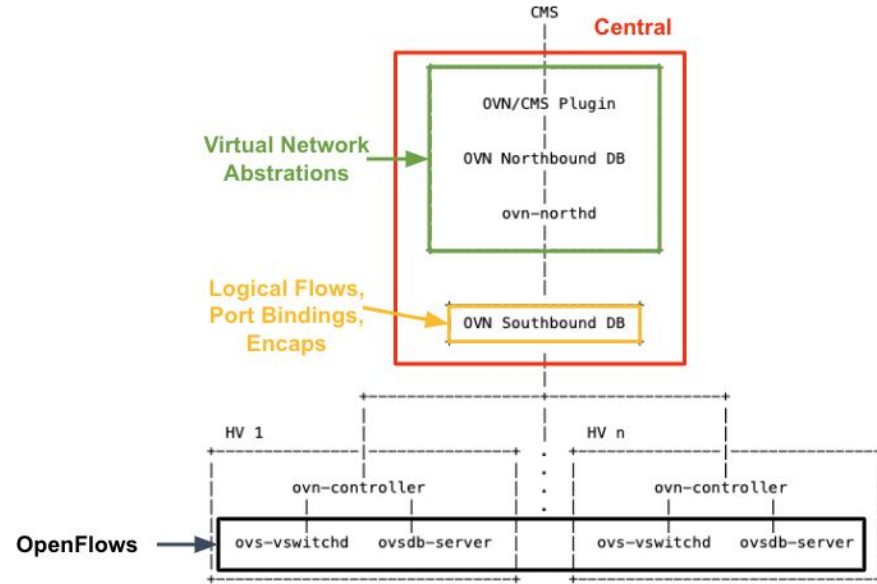 CMS
Central
OVN/CMS Plugin
Virtual Network
Abstrations
OVN Northbound DB
ovn-northd
Logical Flows,
Port Bindings,
Encaps
OVN Southbound DB
HV 1
HV n
ovn-controller
ovn-controller
OpenFlows
ovs-vswitchd ovsdb-server
ovs-vswitchd ovsdb-server